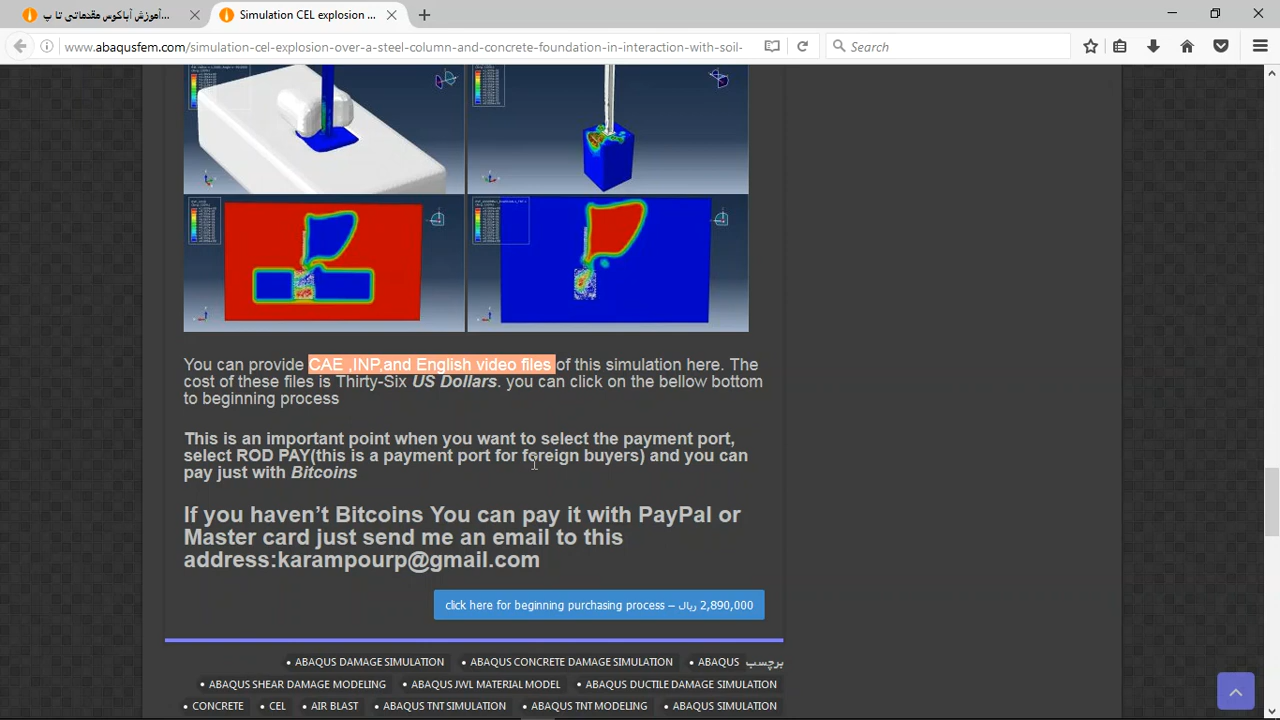 آموزش آباکوس مقدماتی تا پ...
Simulation CEL explosion ...
www.abaqusfem.com/simulation-cel-explosion-over-a-steel-column-and-concrete-foundation-in-interaction-with-soil-
Search
You can provide CAE ,INP,and English video files of this simulation here. The
cost of these files is Thirty-Six US Dollars. you can click on the bellow bottom
to beginning process
This is an important point when you want to select the payment port,
select ROD PAY(this is a payment port for foreign buyers) and you can
pay just with Bitcoins
If you haven’t Bitcoins You can pay it with PayPal or
Master card just send me an email to this
address:karampourp@gmail.com
click here for beginning purchasing process – 2,890,000 ریال
برچسب ABAQUS • ABAQUS CONCRETE DAMAGE SIMULATION • ABAQUS DAMAGE SIMULATION •
ABAQUS DUCTILE DAMAGE SIMULATION • ABAQUS JWL MATERIAL MODEL • ABAQUS SHEAR DAMAGE MODELING •
ABAQUS SIMULATION • ABAQUS TNT MODELING • ABAQUS TNT SIMULATION • AIR BLAST • CEL • CONCRETE •